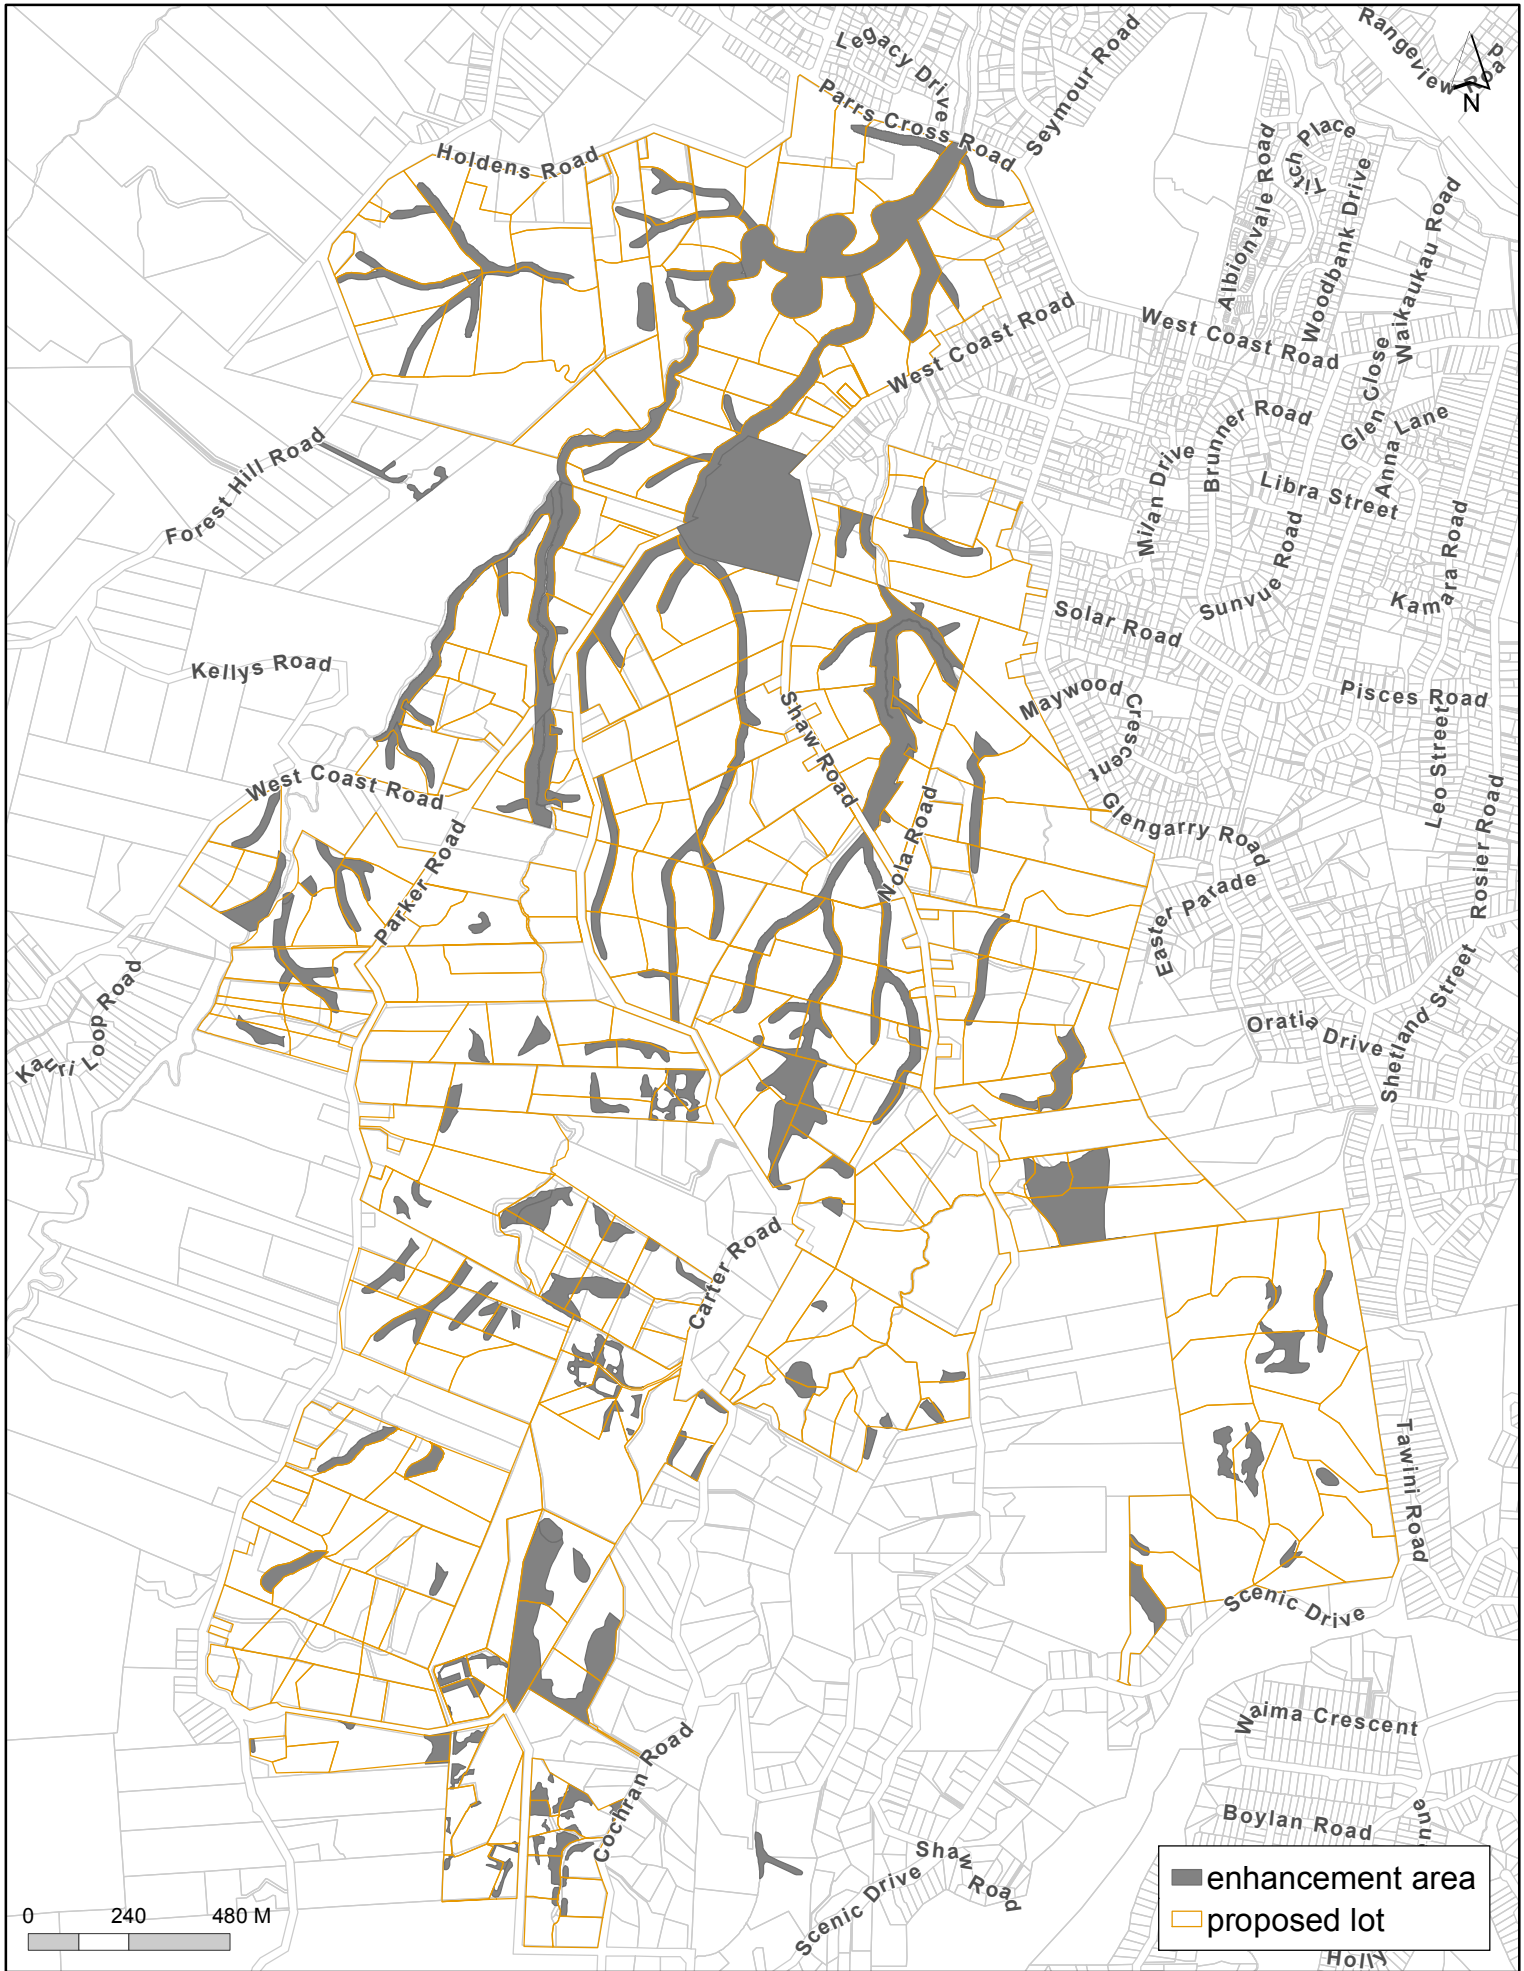 Legacy Drive
Rangeview Road
N
Seymour Road
Parrs Cross Road
Holdens Road
Titch Place
Albionvale Road
Woodbank Drive
Waikaukau Road
West Coast Road
West Coast Road
Glen Close
Anna Lane
Brunner Road
Milan Drive
Libra Street
Forest Hill Road
Sunvue Road
Kamara Road
Solar Road
Kellys Road
Maywood Crescent
Pisces Road
Leo Street
Shaw Road
West Coast Road
Nola Road
Glengarry Road
Rosier Road
Parker Road
Easter Parade
Kauri Loop Road
Oratia Drive
Shetland Street
Carter Road
Tawini Road
Scenic Drive
Waima Crescent
Cochran Road
Boylan Road
Shaw Road
Scenic Drive
enhancement area
proposed lot
0 240 480 M
Holly